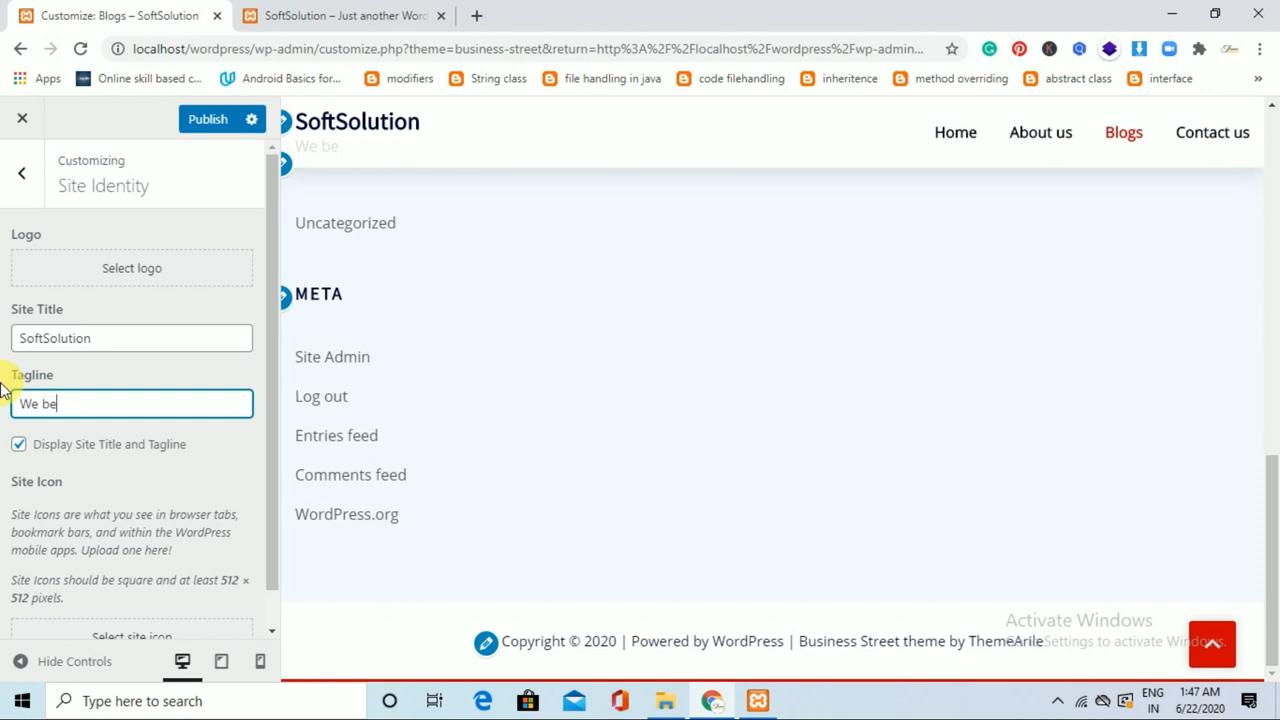 Customize: Blogs – SoftSolution
SoftSolution – Just another Word
localhost/wordpress/wp-admin/customize.php?theme=business-street&return=http%3A%2F%2Flocalhost%2Fwordpress%2Fwp-admin...
Apps
Online skill based c...
Android Basics for...
modifiers
String class
file handling in java
code filehandling
inheritence
method overriding
abstract class
interface
»
Publish
Customizing
Site Identity
Logo
Select logo
Site Title
SoftSolution
Tagline
We be
Display Site Title and Tagline
Site Icon
Site Icons are what you see in browser tabs,
bookmark bars, and within the WordPress
mobile apps. Upload one here!
Site Icons should be square and at least 512 ×
512 pixels.
Select site icon
Hide Controls
SoftSolution
We be
Home
About us
Blogs
Contact us
Uncategorized
META
Site Admin
Log out
Entries feed
Comments feed
WordPress.org
Copyright © 2020 | Powered by WordPress | Business Street theme by ThemeArile
Activate Windows
Settings to activate Windows.
Type here to search
ENG
IN
1:47 AM
6/22/2020